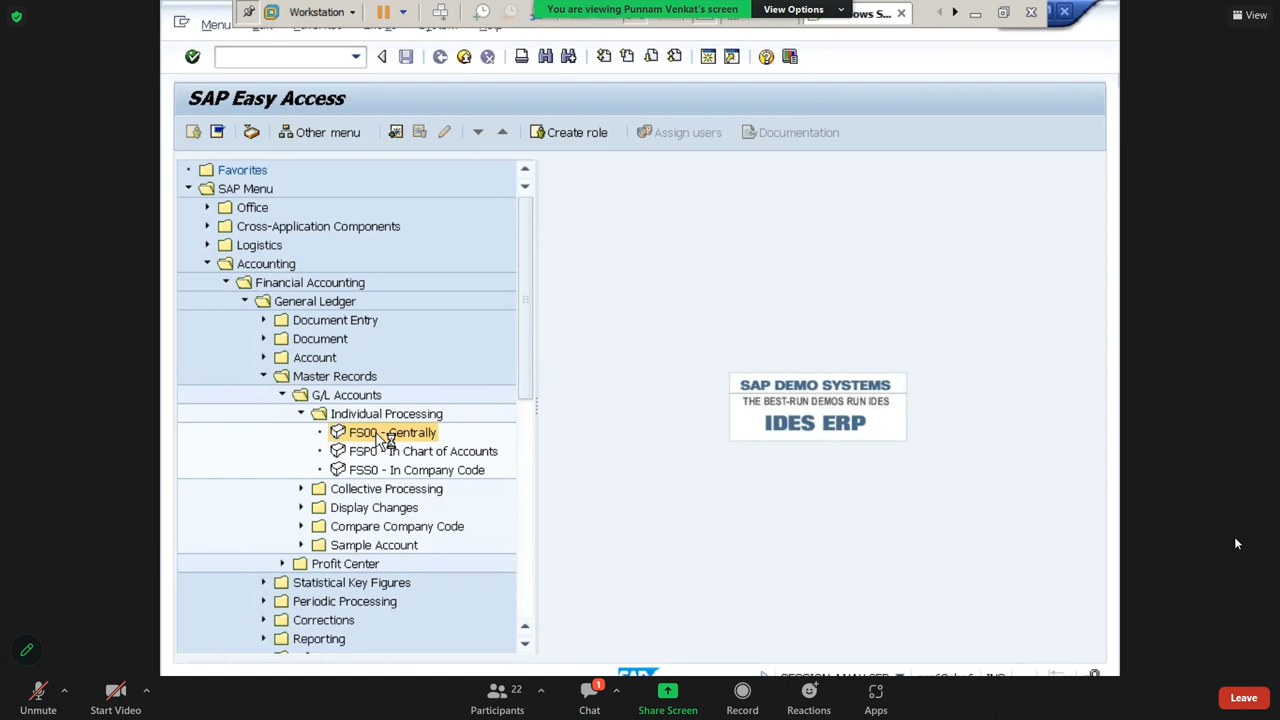 Workstation
You are viewing Punnam Venkat's screen
View Options
View
Menu
SAP Easy Access
Other menu
Create role
Assign users
Documentation
Favorites
SAP Menu
Office
Cross-Application Components
Logistics
Accounting
Financial Accounting
General Ledger
Document Entry
Document
Account
Master Records
G/L Accounts
Individual Processing
FS00 - Centrally
FSP0 - In Chart of Accounts
FSS0 - In Company Code
Collective Processing
Display Changes
Compare Company Code
Sample Account
Profit Center
Statistical Key Figures
Periodic Processing
Corrections
Reporting
SAP DEMO SYSTEMS
THE BEST-RUN DEMOS RUN IDES
IDES ERP
SAP
Unmute
Start Video
22
Participants
1
Chat
Share Screen
Record
Reactions
Apps
Leave